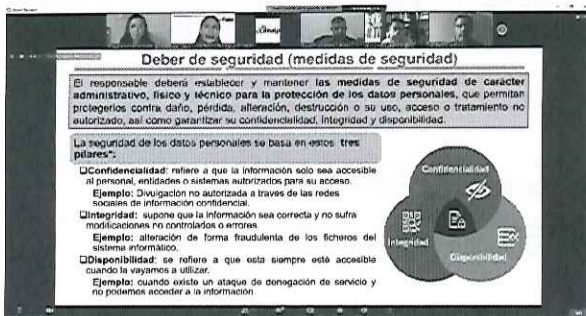 Deber de seguridad (medidas de seguridad)
El responsable deberá establecer y mantener las medidas de seguridad de carácter
administrativo, físico y técnico para la protección de los datos personales, que permitan
protegerlos contra daño, pérdida, alteración, destrucción o su uso, acceso o tratamiento no
autorizado, así como garantizar su confidencialidad, integridad y disponibilidad.
La seguridad de los datos personales se basa en estos tres
pilares":
❑Confidencialidad: refiere a que la información solo sea accesible
al personal, entidades o sistemas autorizados para su acceso.
Ejemplo: Divulgación no autorizada a traves de las redes
sociales de información confidencial.
❑Integridad: supone que la información sea correcta y no sufra
modificaciones no controlados o errores.
Ejemplo: alteración de forma fraudulenta de los ficheros del
sistema informático.
❑Disponibilidad: se refiere a que esta siempre esté accesible
cuando la vayamos a utilizar.
Ejemplo: cuando existe un ataque de denegación de servicio y
no podemos acceder a la información.
Confidencialidad
Integridad
Disponibilidad